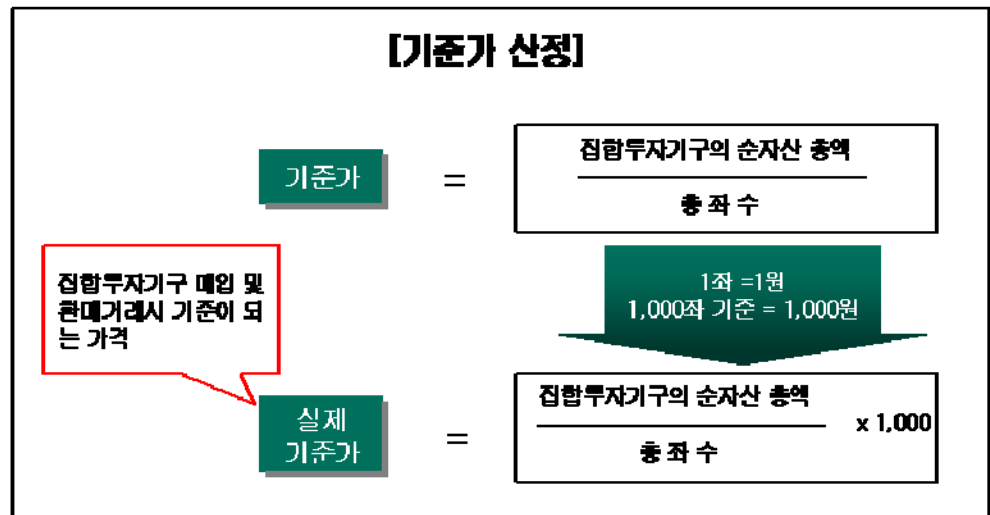 [기준가 산정]
기준가
=
집합투자기구의 순자산 총액
총 좌 수
집합투자기구 매입 및
판매거래시 기준이 되
는 가격
1좌 =1원
1,000좌 기준 = 1,000원
실제
기준가
=
집합투자기구의 순자산 총액
총 좌 수
x 1,000